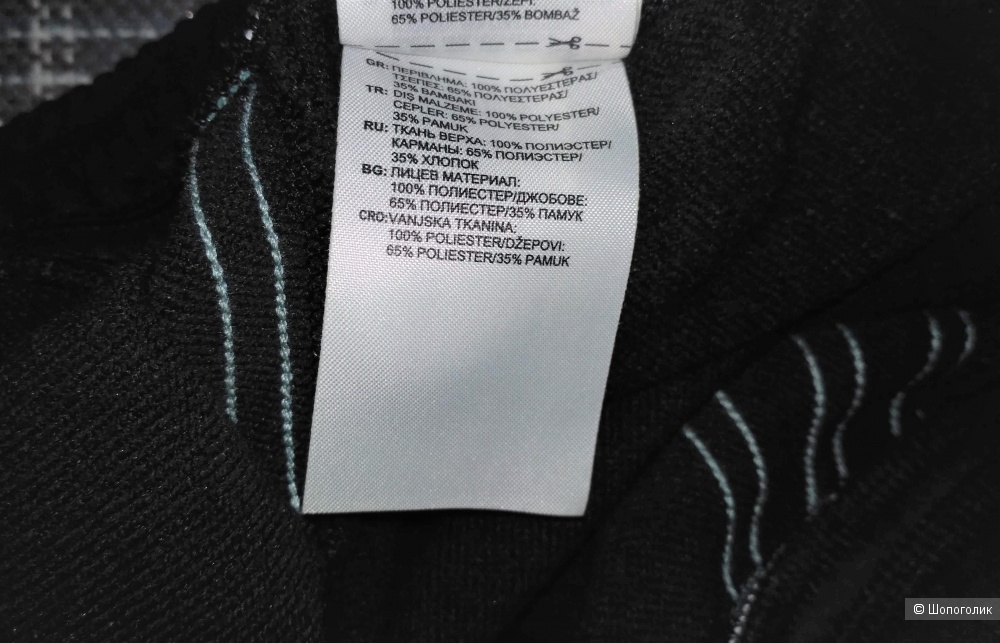 100% POLIESTER/ŽEPI:
65% POLIESTER/35% BOMBAŽ
GR: ΠΕΡΙΒΛΗΜΑ: 100% ΠΟΛΥΕΣΤΕΡΑΣ/
ΤΣΕΠΕΣ: 65% ΠΟΛΥΕΣΤΕΡΑΣ/
35% ΒΑΜΒΑΚΙ
TR: DIŞ MALZEME: 100% POLYESTER/
CEPLER: 65% POLYESTER/
35% PAMUK
RU: ТКАНЬ ВЕРХА: 100% ПОЛИЭСТЕР/
КАРМАНЫ: 65% ПОЛИЭСТЕР/
35% ХЛОПОК
BG: ЛИЦЕВ МАТЕРИАЛ:
100% ПОЛИЕСТЕР/ДЖОБОВЕ:
65% ПОЛИЕСТЕР/35% ПАМУК
CRO:VANJSKA TKANINA:
100% POLIESTER/DŽEPOVI:
65% POLIESTER/35% PAMUK
© Шопоголик